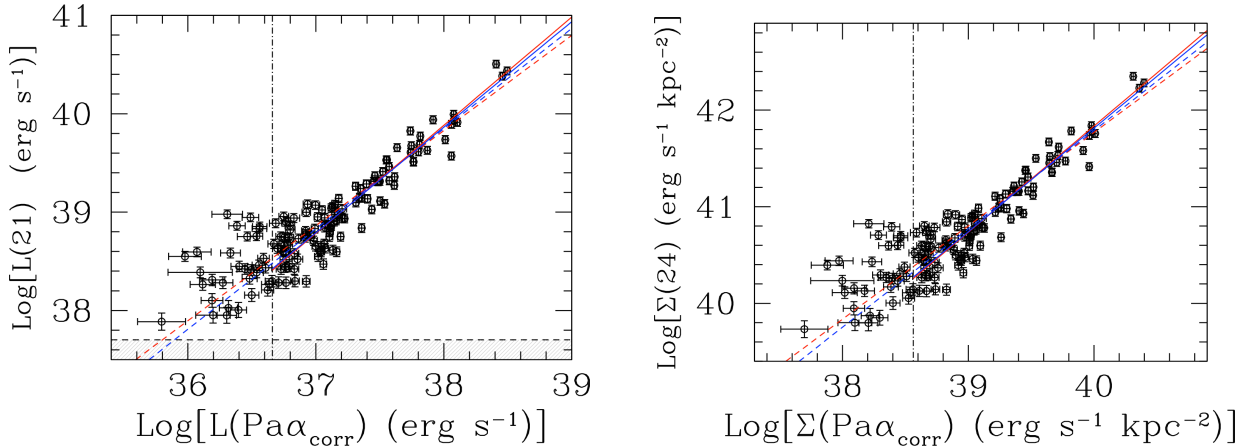 41
40
39
38
Log[L(21) (erg s⁻¹)]
36 37 38 39
Log[L(Paα_corr) (erg s⁻¹)]
42
41
40
Log[Σ(24) (erg s⁻¹ kpc⁻²)]
38 39 40
Log[Σ(Paα_corr) (erg s⁻¹ kpc⁻²)]